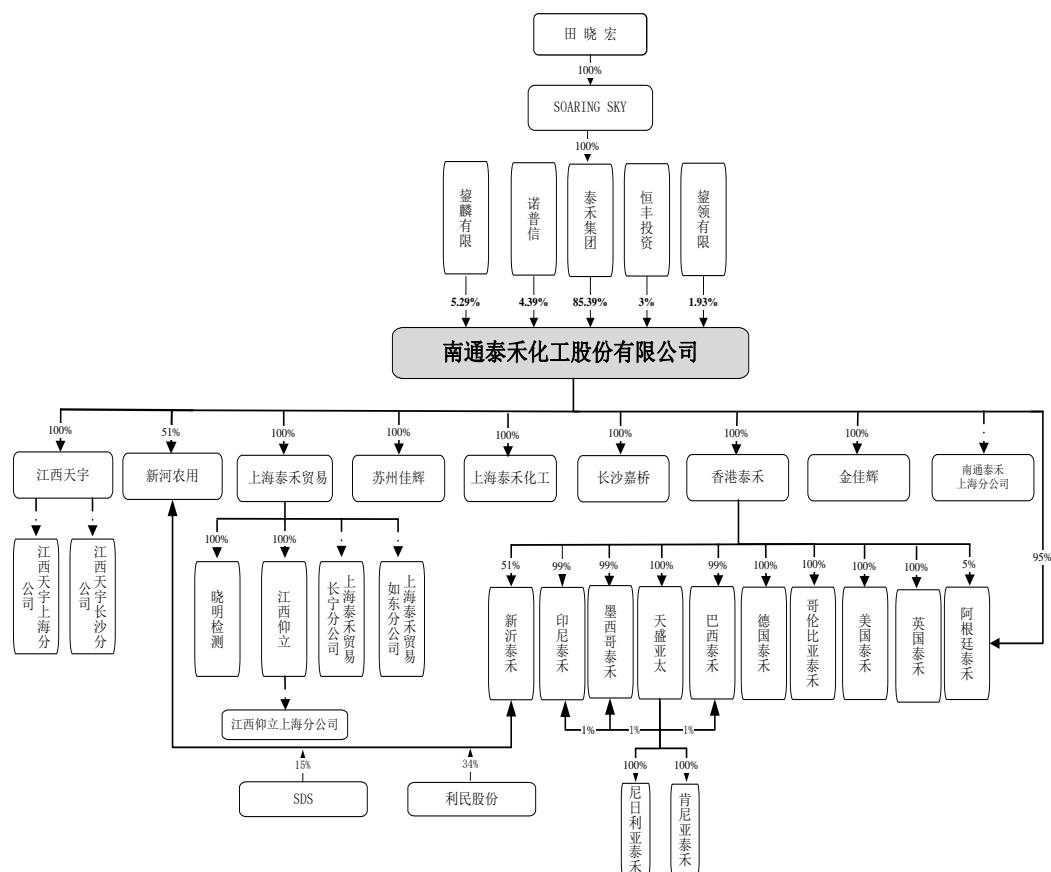 田 晓 宏
100%
SOARING SKY
100%
鋆麟有限
诺普信
泰禾集团
恒丰投资
鋆领有限
5.29%
4.39%
85.39%
3%
1.93%
南通泰禾化工股份有限公司
100%
51%
100%
100%
100%
100%
100%
100%
江西天宇
新河农用
上海泰禾贸易
苏州佳辉
上海泰禾化工
长沙嘉桥
香港泰禾
金佳辉
南通泰禾
上海分公司
95%
江西天宇上海分
公司
江西天宇长沙分
公司
100%
100%
晓明检测
江西仰立
上海泰禾贸易
长宁分公司
上海泰禾贸易
如东分公司
51%
99%
99%
100%
99%
100%
100%
100%
100%
5%
新沂泰禾
印尼泰禾
墨西哥泰禾
天盛亚太
巴西泰禾
德国泰禾
哥伦比亚泰禾
美国泰禾
英国泰禾
阿根廷泰禾
江西仰立上海分公司
1%
1%
1%
15%
34%
100%
100%
SDS
利民股份
尼日利亚泰禾
肯尼亚泰禾